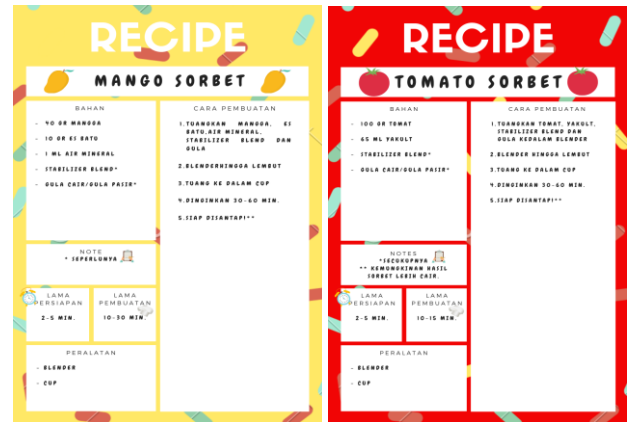 RECIPE
MANGO SORBET
BAHAN
- 90 GR MANGGA
- 10 GR ES BATU
- 1 ML AIR MINERAL
- STABILIZER BLEND*
- GULA CAIR/GULA PASIR*
CARA PEMBUATAN
1.TUANGKAN MANGGA, ES
BATU,AIR MINERAL,
STABILIZER BLEND DAN
GULA
2.BLENDERHINGGA LEMBUT
3.TUANG KE DALAM CUP
4.DINGINKAN 30-60 MIN.
5.SIAP DISANTAP!**
NOTE
* SEPERLUNYA
LAMA
PERSIAPAN
2-5 MIN.
LAMA
PEMBUATAN
10-30 MIN.
PERALATAN
- BLENDER
- CUP
RECIPE
TOMATO SORBET
BAHAN
- 100 GR TOMAT
- 65 ML YAKULT
- STABILIZER BLEND*
- GULA CAIR/GULA PASIR*
CARA PEMBUATAN
1.TUANGKAN TOMAT, YAKULT,
STABILIZER BLEND DAN
GULA KEDALAM BLENDER
2.BLENDER HINGGA LEMBUT
3.TUANG KE DALAM CUP
4.DINGINKAN 30-60 MIN.
5.SIAP DISANTAP!**
NOTES
*SECUKUPNYA
** KEMUNGKINAN HASIL
SORBET LEBIH CAIR.
LAMA
PERSIAPAN
2-5 MIN.
LAMA
PEMBUATAN
10-15 MIN.
PERALATAN
- BLENDER
- CUP